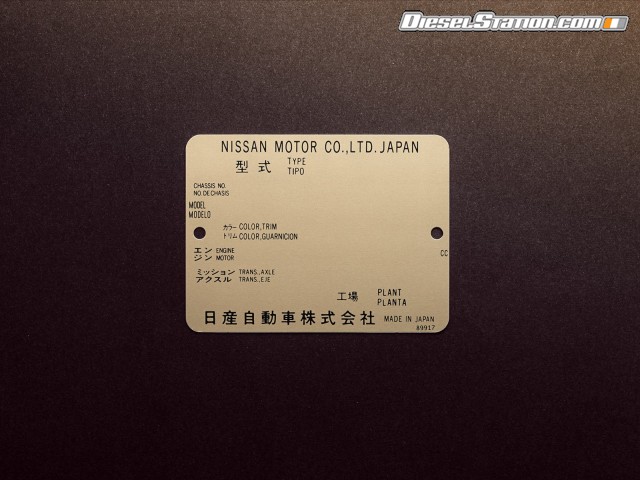 DieselStation.com
NISSAN MOTOR CO.,LTD. JAPAN
型式 TYPE
TIPO
CHASSIS NO.
NO. DE CHASIS
MODEL
MODELO
カラー COLOR, TRIM
トリム COLOR, GUARNICION
エン ENGINE
ジン MOTOR
CC
ミッション TRANS., AXLE
アクスル TRANS., EJE
工場 PLANT
PLANTA
日産自動車株式会社 MADE IN JAPAN
89917